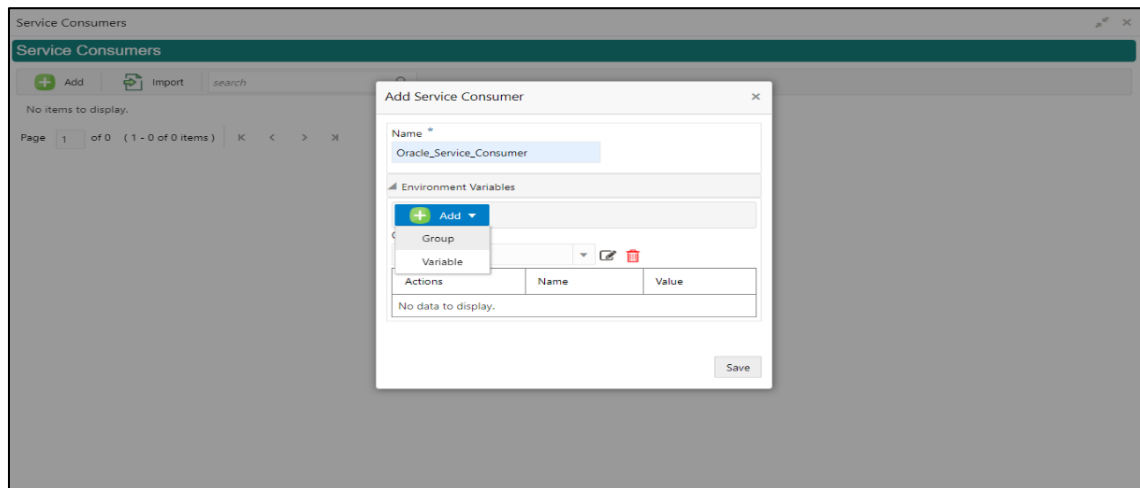 Service Consumers
Service Consumers
Add Import search
No items to display.
Page 1 of 0 ( 1 - 0 of 0 items )
Add Service Consumer
Name *
Oracle_Service_Consumer
Environment Variables
Add
Group
Variable
Actions Name Value
No data to display.
Save